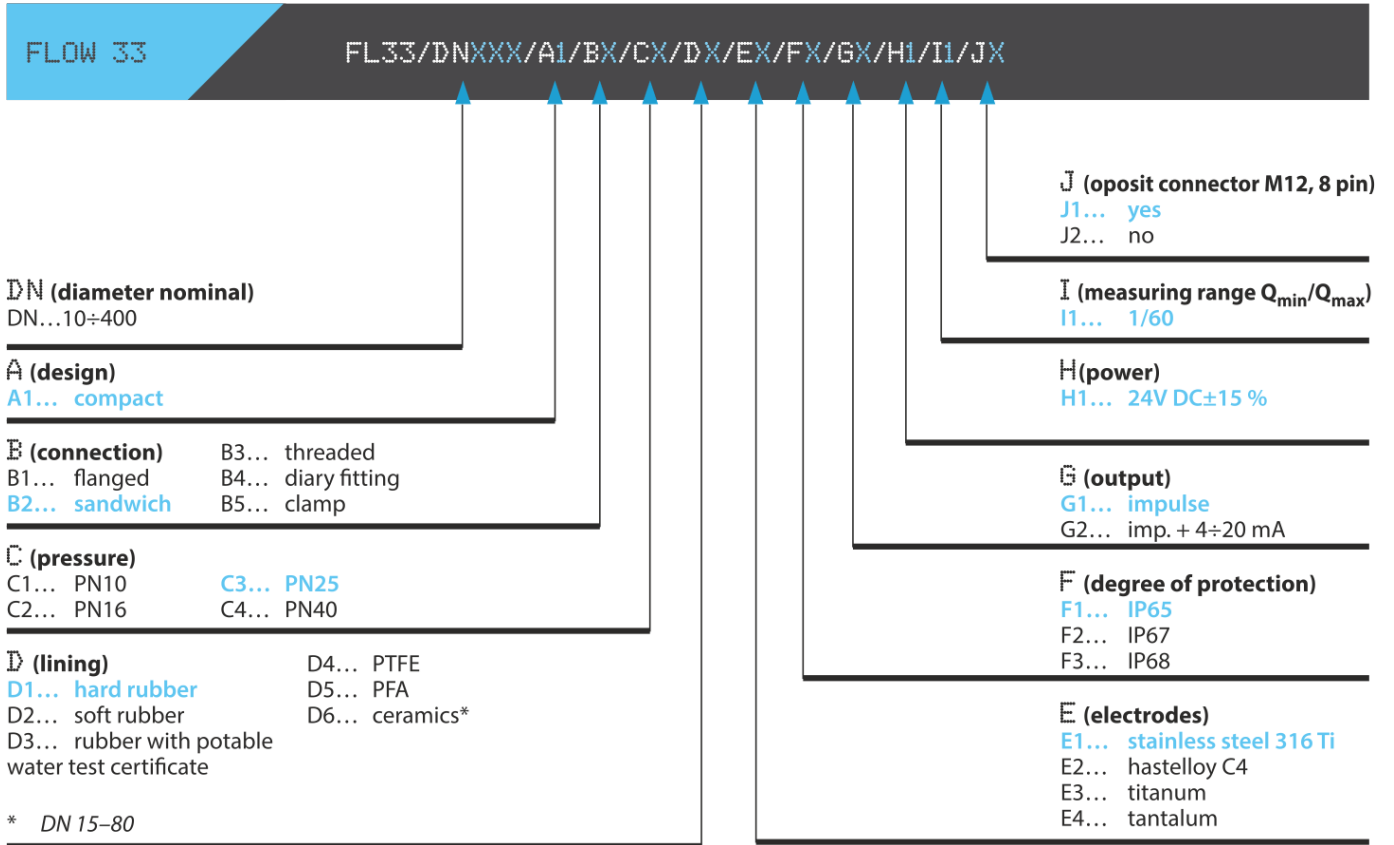 FLOW 33
FL33/DNXXX/A1/BX/CX/DX/EX/FX/GX/H1/I1/JX
DN (diameter nominal)
DN...10÷400
A (design)
A1... compact
B (connection)
B1... flanged
B2... sandwich
B3... threaded
B4... diary fitting
B5... clamp
C (pressure)
C1... PN10
C2... PN16
C3... PN25
C4... PN40
D (lining)
D1... hard rubber
D2... soft rubber
D3... rubber with potable
water test certificate
D4... PTFE
D5... PFA
D6... ceramics*
* DN 15–80
J (oposit connector M12, 8 pin)
J1... yes
J2... no
I (measuring range Qmin/Qmax)
I1... 1/60
H(power)
H1... 24V DC±15 %
G (output)
G1... impulse
G2... imp. + 4÷20 mA
F (degree of protection)
F1... IP65
F2... IP67
F3... IP68
E (electrodes)
E1... stainless steel 316 Ti
E2... hastelloy C4
E3... titanum
E4... tantalum